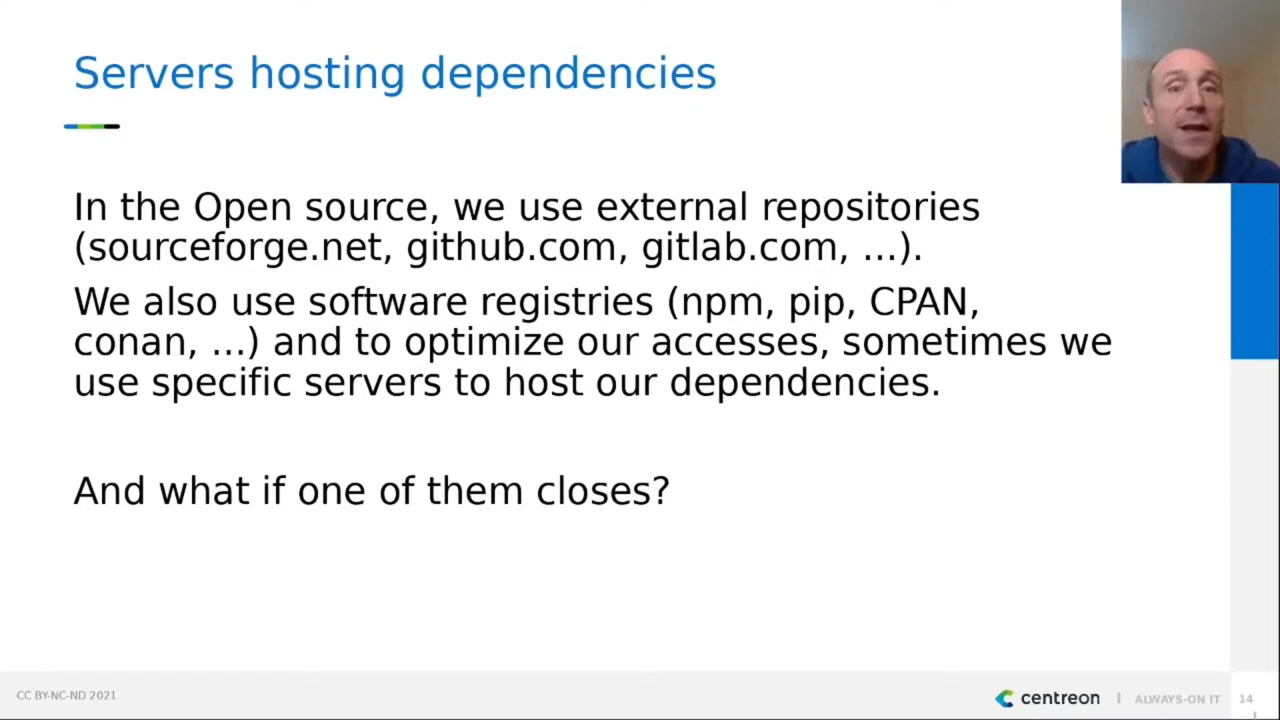 Servers hosting dependencies
In the Open source, we use external repositories
(sourceforge.net, github.com, gitlab.com, ...).
We also use software registries (npm, pip, CPAN,
conan, ...) and to optimize our accesses, sometimes we
use specific servers to host our dependencies.
And what if one of them closes?
CC BY-NC-ND 2021
centreon
ALWAYS-ON IT
14